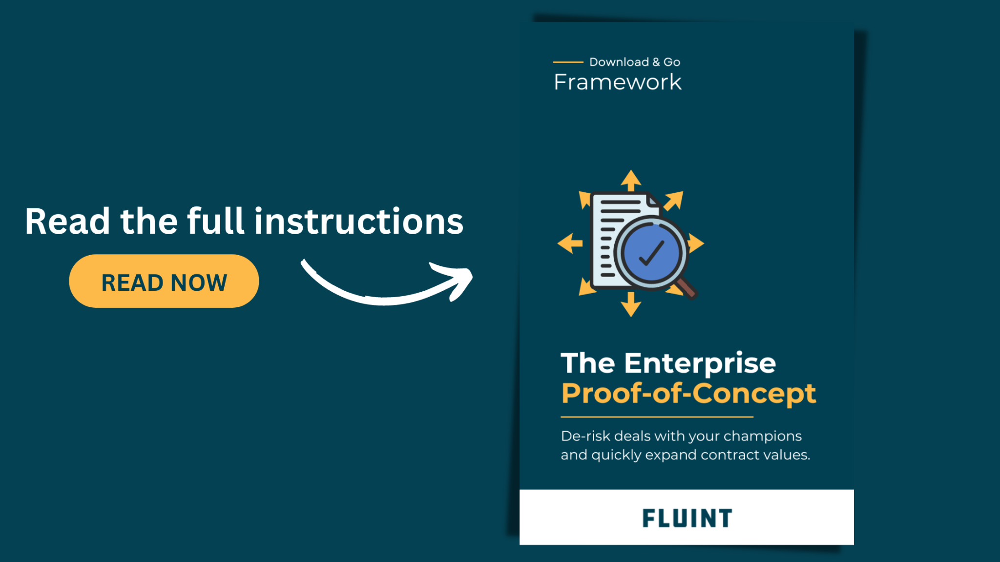 Read the full instructions
READ NOW
Download & Go
Framework
The Enterprise
Proof-of-Concept
De-risk deals with your champions
and quickly expand contract values.
FLUINT